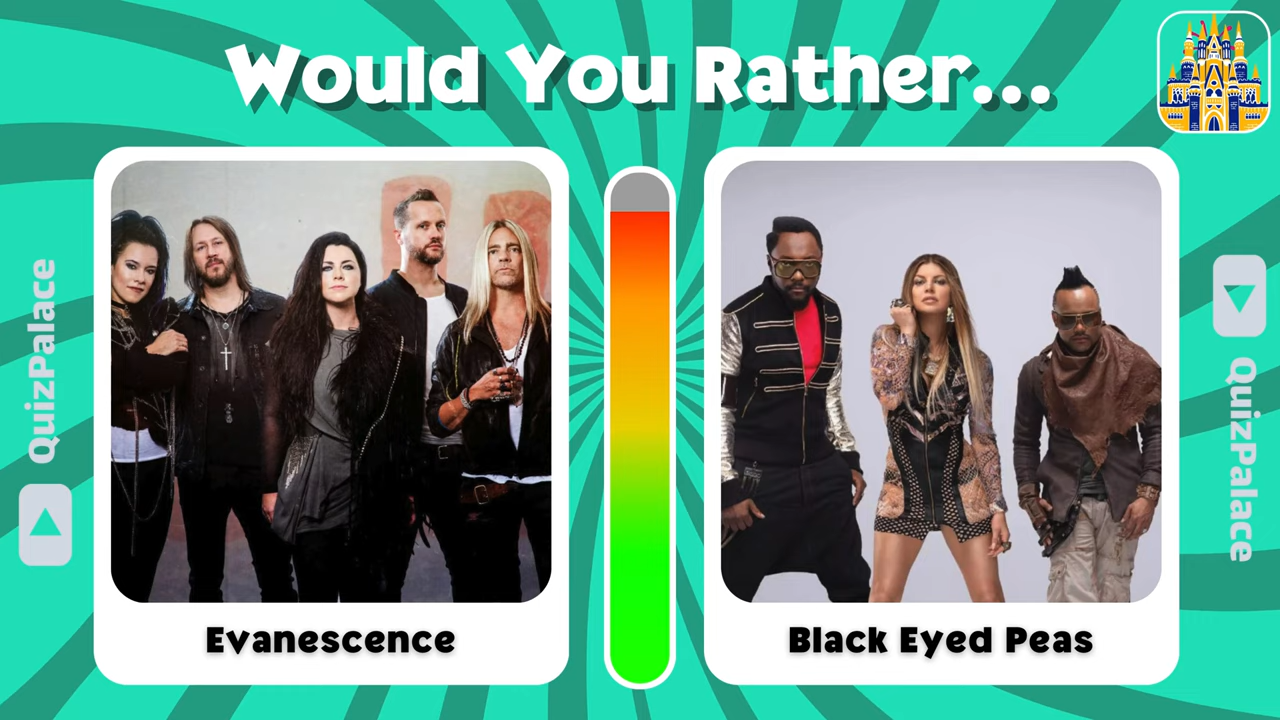 Would You Rather...
QuizPalace
Evanescence
Black Eyed Peas
QuizPalace